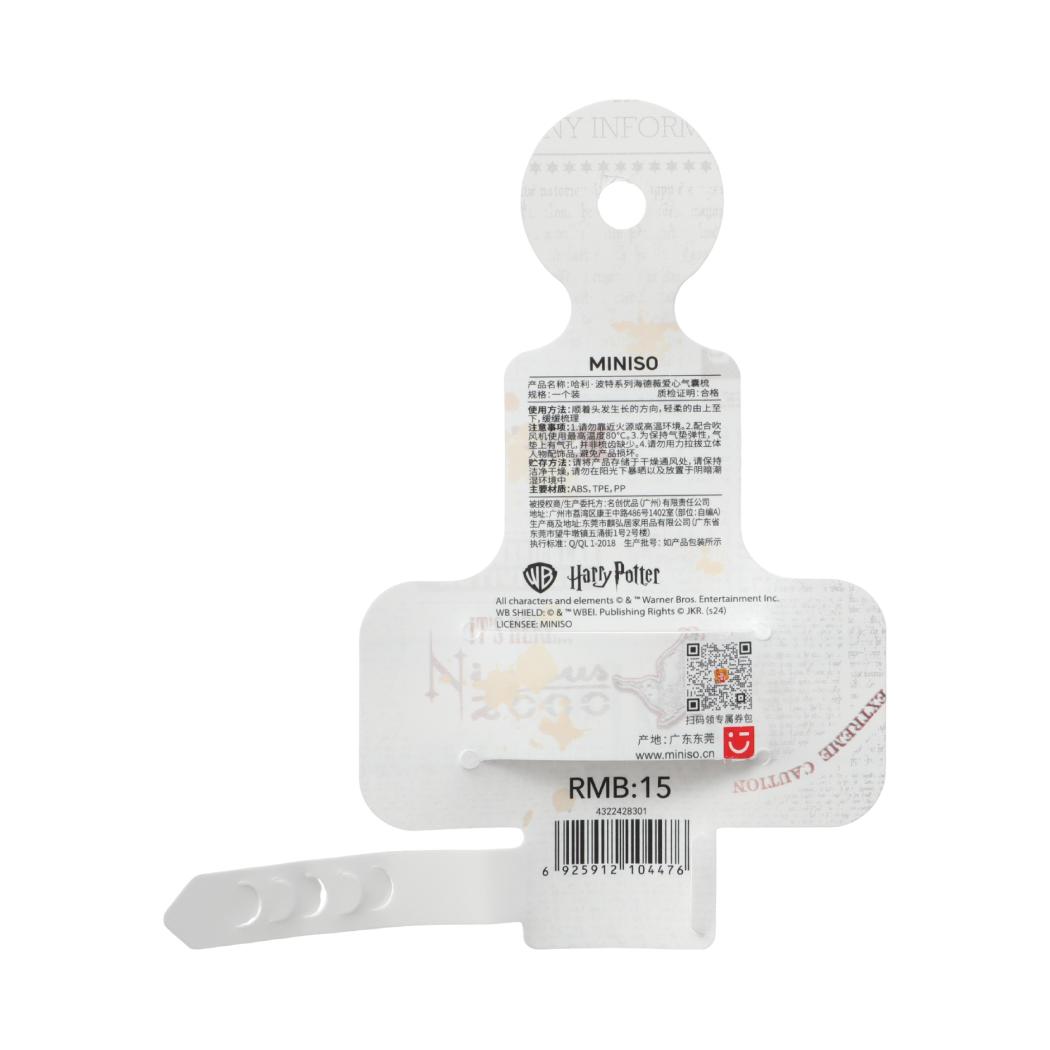 NY INFORM
MINISO
产品名称:哈利·波特系列海德薇爱心气囊梳
规格:一个装 质检证明:合格
使用方法:顺着头发生长的方向,轻柔的由上至
下,缓缓梳理
注意事项:1.请勿靠近火源或高温环境。2.配合吹
风机使用最高温度80°C。3.为保持气垫弹性,气
垫上有气孔,并非梳齿缺少。4.请勿用力拉拔立体
人物配饰品,避免产品损坏。
贮存方法:请将产品存储于干燥通风处,请保持
洁净干燥,请勿在阳光下暴晒以及放置于阴暗潮
湿环境中
主要材质:ABS, TPE, PP
被授权商/生产委托方:名创优品(广州)有限责任公司
地址:广州市荔湾区康王中路486号1402室(部位:自编A)
生产商及地址:东莞市麒弘居家用品有限公司(广东省
东莞市望牛墩镇五涌街1号2号楼)
执行标准: Q/QL 1-2018 生产批号: 如产品包装所示
WB Harry Potter
All characters and elements © & ™ Warner Bros. Entertainment Inc.
WB SHIELD: © & ™ WBEI. Publishing Rights © JKR. (s24)
LICENSEE: MINISO
IT'S HERE...
2000
扫码领专属券包
产地:广东东莞
www.miniso.cn
EXTREME CAUTION
RMB:15
4322428301
6 925912 104476